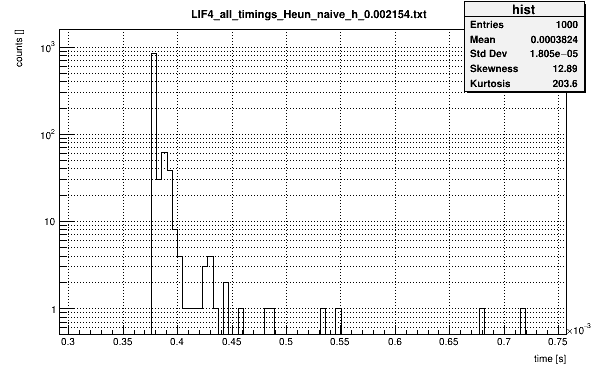 LIF4_all_timings_Heun_naive_h_0.002154.txt
hist
Entries 1000
Mean 0.0003824
Std Dev 1.805e−05
Skewness 12.89
Kurtosis 203.6
counts []
10³
10²
10
1
0.3 0.35 0.4 0.45 0.5 0.55 0.6 0.65 0.7 0.75
×10⁻³
time [s]